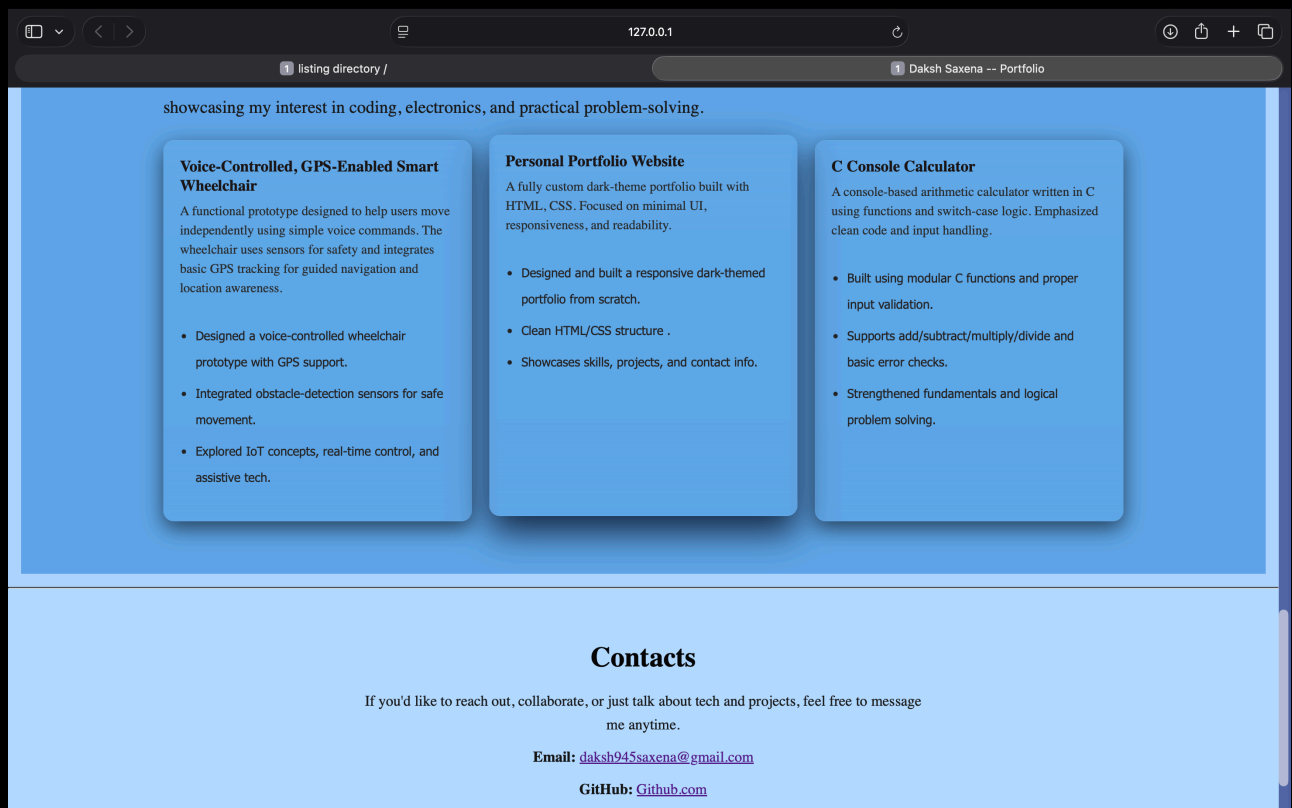 127.0.0.1
1 listing directory /
1 Daksh Saxena -- Portfolio
showcasing my interest in coding, electronics, and practical problem-solving.
Voice-Controlled, GPS-Enabled Smart
Wheelchair
A functional prototype designed to help users move
independently using simple voice commands. The
wheelchair uses sensors for safety and integrates
basic GPS tracking for guided navigation and
location awareness.
• Designed a voice-controlled wheelchair
prototype with GPS support.
• Integrated obstacle-detection sensors for safe
movement.
• Explored IoT concepts, real-time control, and
assistive tech.
Personal Portfolio Website
A fully custom dark-theme portfolio built with
HTML, CSS. Focused on minimal UI,
responsiveness, and readability.
• Designed and built a responsive dark-themed
portfolio from scratch.
• Clean HTML/CSS structure .
• Showcases skills, projects, and contact info.
C Console Calculator
A console-based arithmetic calculator written in C
using functions and switch-case logic. Emphasized
clean code and input handling.
• Built using modular C functions and proper
input validation.
• Supports add/subtract/multiply/divide and
basic error checks.
• Strengthened fundamentals and logical
problem solving.
Contacts
If you'd like to reach out, collaborate, or just talk about tech and projects, feel free to message
me anytime.
Email: daksh945saxena@gmail.com
GitHub: Github.com